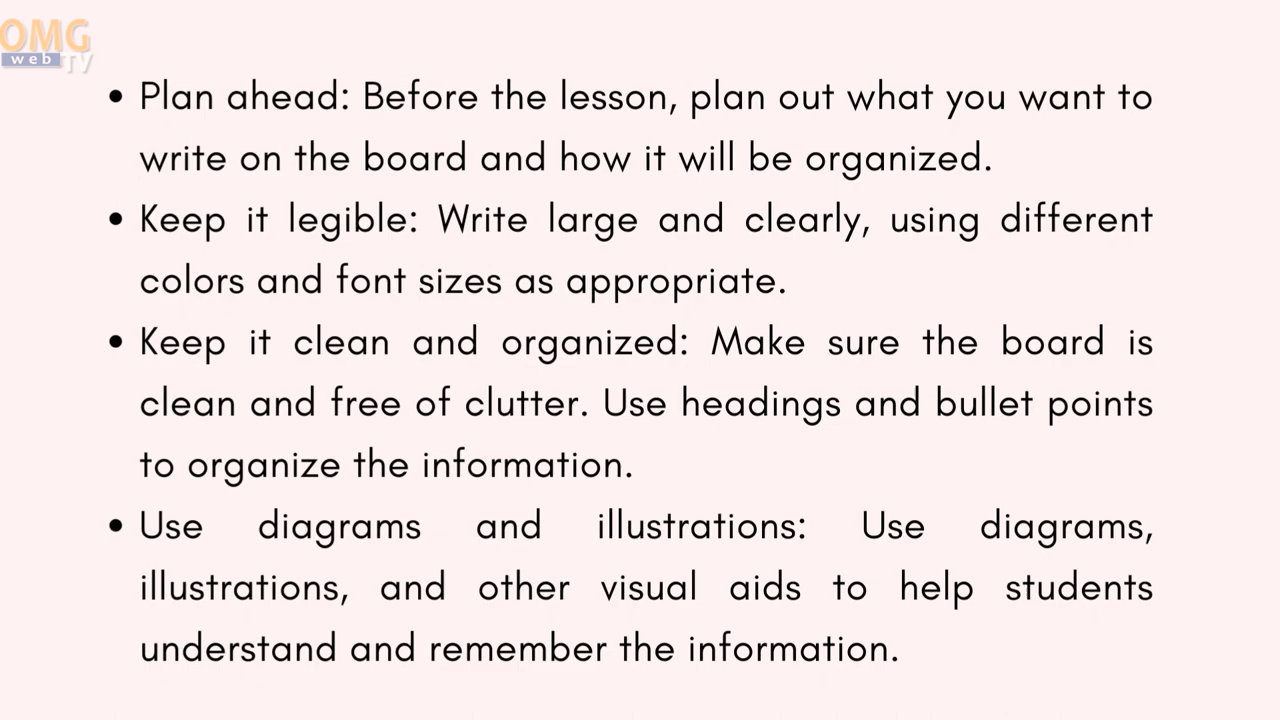 OMG
web TV
• Plan ahead: Before the lesson, plan out what you want to
write on the board and how it will be organized.
• Keep it legible: Write large and clearly, using different
colors and font sizes as appropriate.
• Keep it clean and organized: Make sure the board is
clean and free of clutter. Use headings and bullet points
to organize the information.
• Use diagrams and illustrations: Use diagrams,
illustrations, and other visual aids to help students
understand and remember the information.